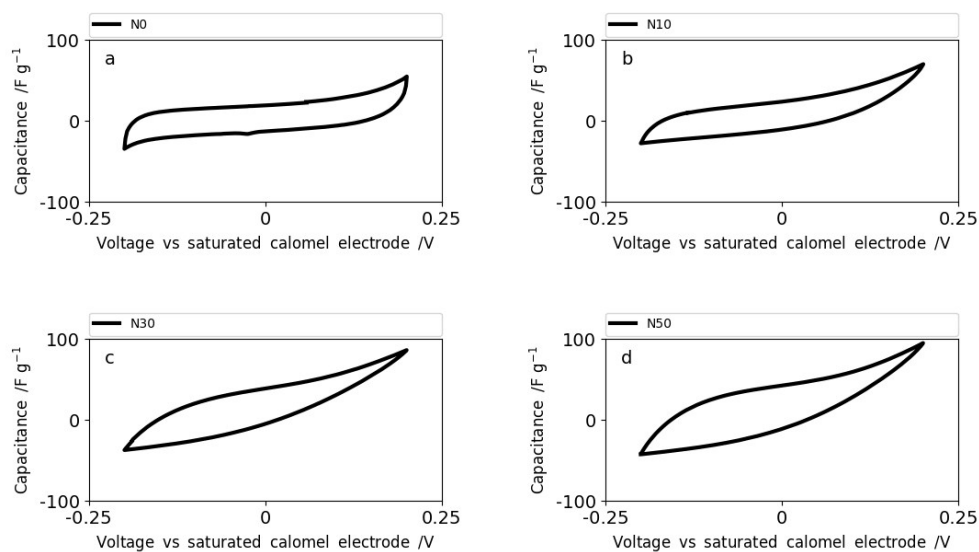 N0
N10
100
a
Capacitance /F g⁻¹
0
-100
-0.25
0
0.25
Voltage vs saturated calomel electrode /V
100
b
Capacitance /F g⁻¹
0
-100
-0.25
0
0.25
Voltage vs saturated calomel electrode /V
N30
N50
100
c
Capacitance /F g⁻¹
0
-100
-0.25
0
0.25
Voltage vs saturated calomel electrode /V
100
d
Capacitance /F g⁻¹
0
-100
-0.25
0
0.25
Voltage vs saturated calomel electrode /V